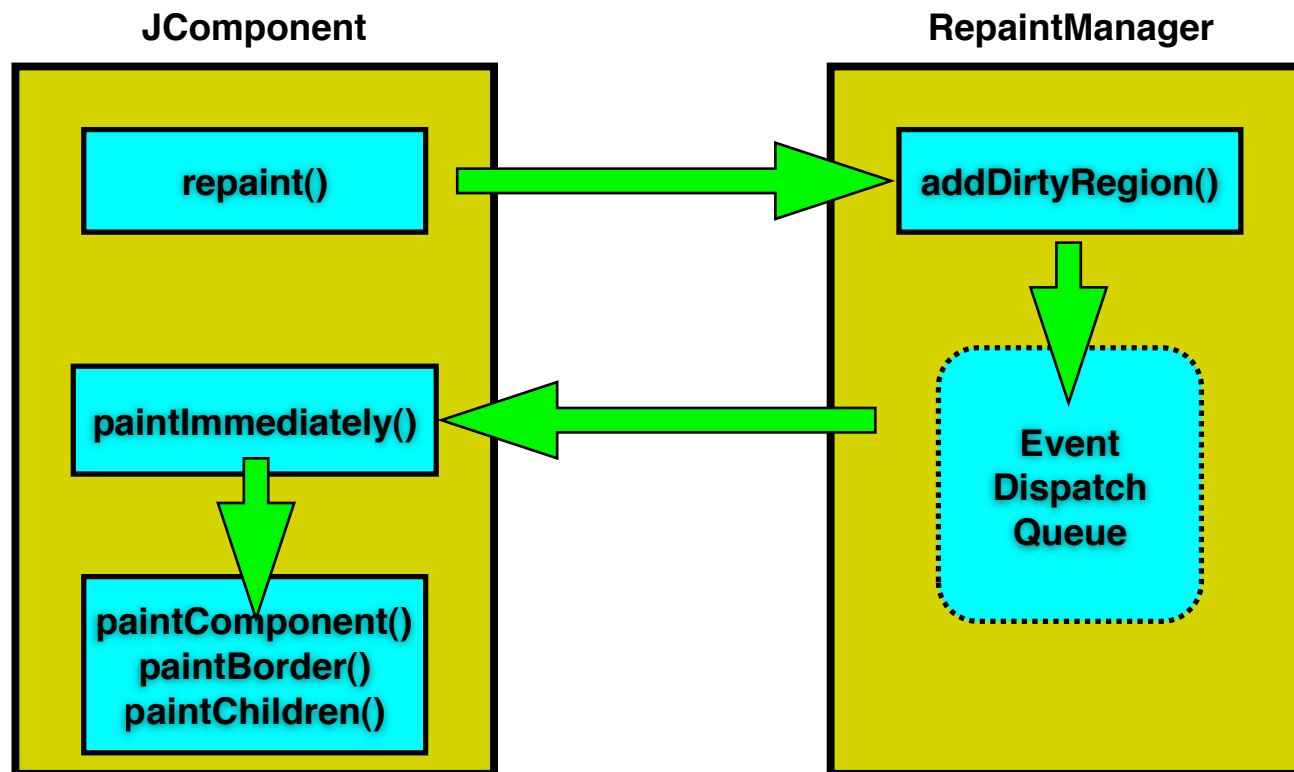 JComponent
RepaintManager
repaint()
addDirtyRegion()
paintImmediately()
Event
Dispatch
Queue
paintComponent()
paintBorder()
paintChildren()